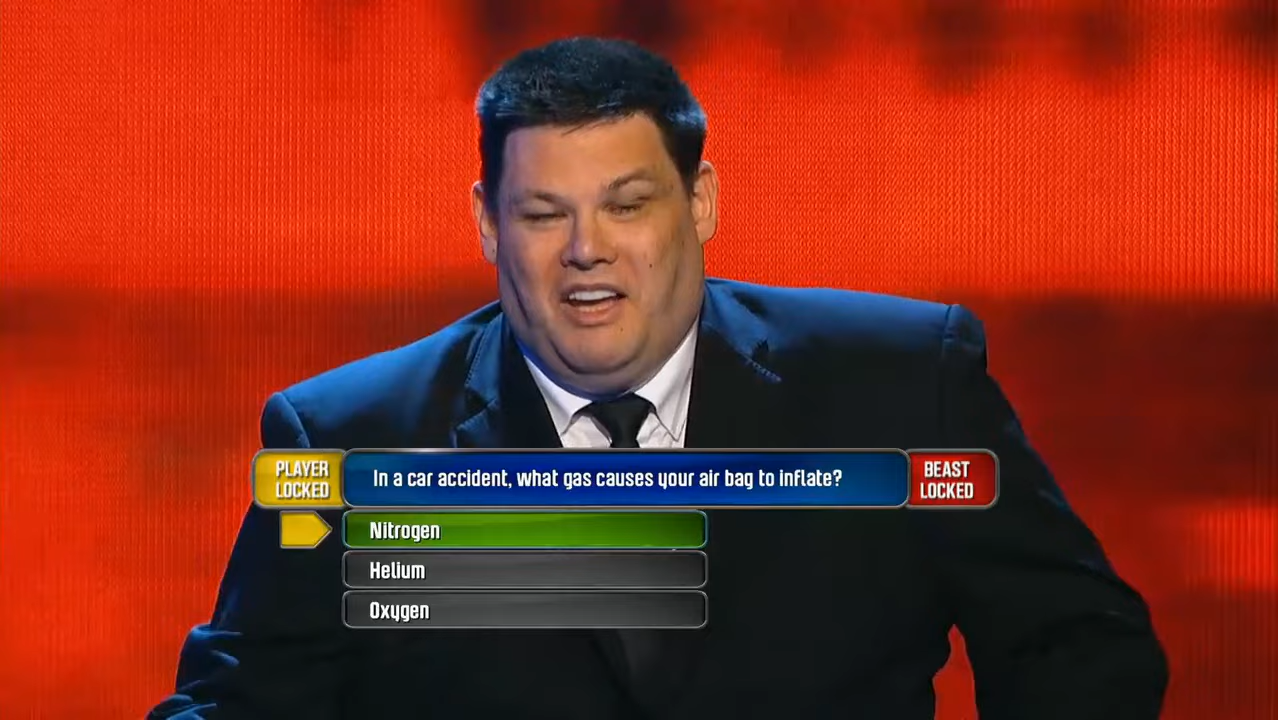 PLAYER
LOCKED
In a car accident, what gas causes your air bag to inflate?
BEAST
LOCKED
Nitrogen
Helium
Oxygen